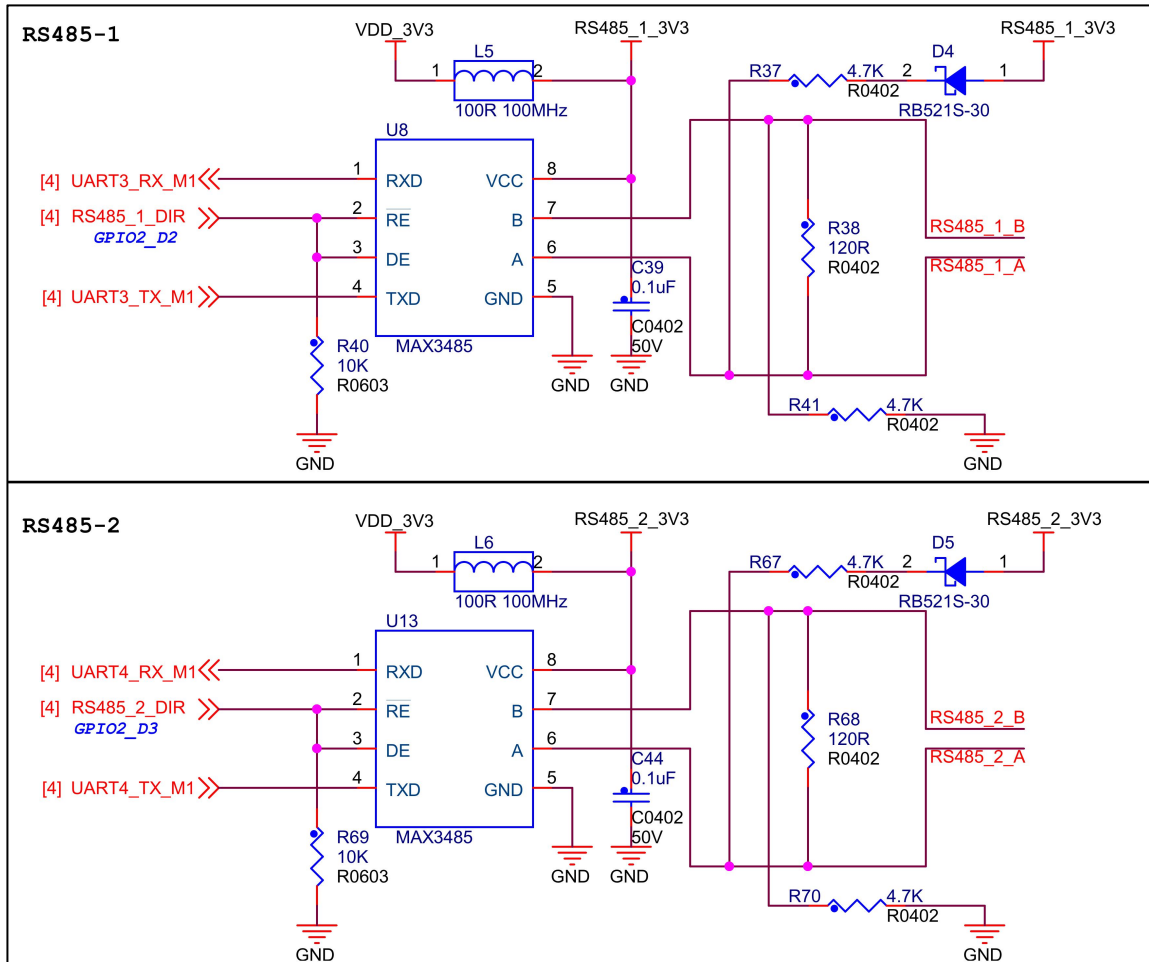 RS485-1
VDD_3V3
RS485_1_3V3
RS485_1_3V3
L5
1
2
100R 100MHz
R37
4.7K
R0402
2
D4
1
RB521S-30
U8
[4] UART3_RX_M1
1
RXD
VCC
8
[4] RS485_1_DIR
GPIO2_D2
2
RE
B
7
3
DE
A
6
[4] UART3_TX_M1
4
TXD
GND
5
MAX3485
R40
10K
R0603
GND
GND
C39
0.1uF
C0402
50V
GND
R38
120R
R0402
RS485_1_B
RS485_1_A
R41
4.7K
R0402
GND
RS485-2
VDD_3V3
RS485_2_3V3
RS485_2_3V3
L6
1
2
100R 100MHz
R67
4.7K
R0402
2
D5
1
RB521S-30
U13
[4] UART4_RX_M1
1
RXD
VCC
8
[4] RS485_2_DIR
GPIO2_D3
2
RE
B
7
3
DE
A
6
[4] UART4_TX_M1
4
TXD
GND
5
MAX3485
R69
10K
R0603
GND
GND
C44
0.1uF
C0402
50V
GND
R68
120R
R0402
RS485_2_B
RS485_2_A
R70
4.7K
R0402
GND